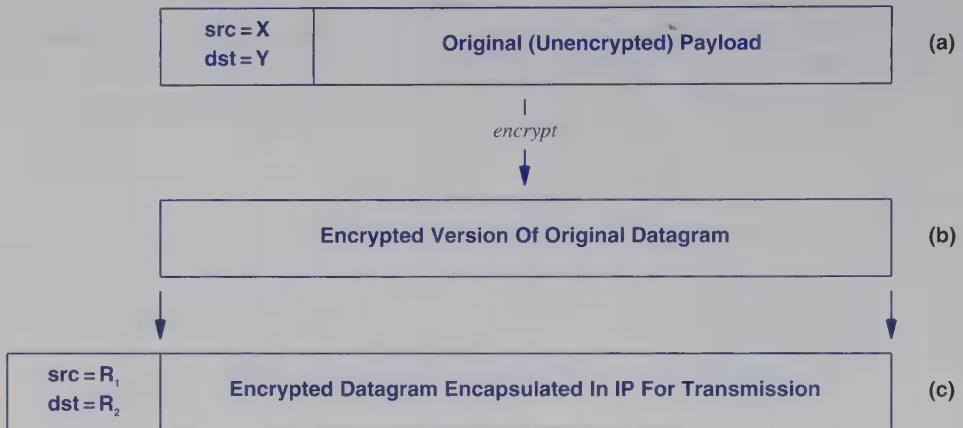 src = X
dst = Y
Original (Unencrypted) Payload
(a)
encrypt
Encrypted Version Of Original Datagram
(b)
src = R₁
dst = R₂
Encrypted Datagram Encapsulated In IP For Transmission
(c)